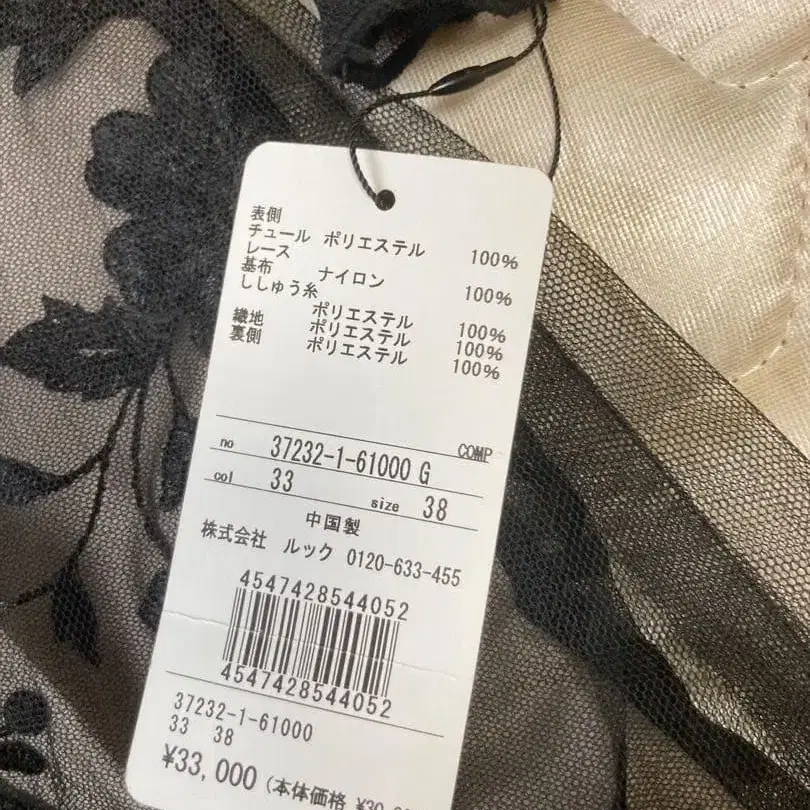 表側
チュール ポリエステル 100%
レース
基布 ナイロン 100%
ししゅう糸
ポリエステル 100%
織地 ポリエステル 100%
裏側 ポリエステル 100%
COMP
no 37232-1-61000 G
col 33 size 38
中国製
株式会社 ルック 0120-633-455
4547428544052
4547428544052
37232-1-61000
33 38
¥33,000 (本体価格